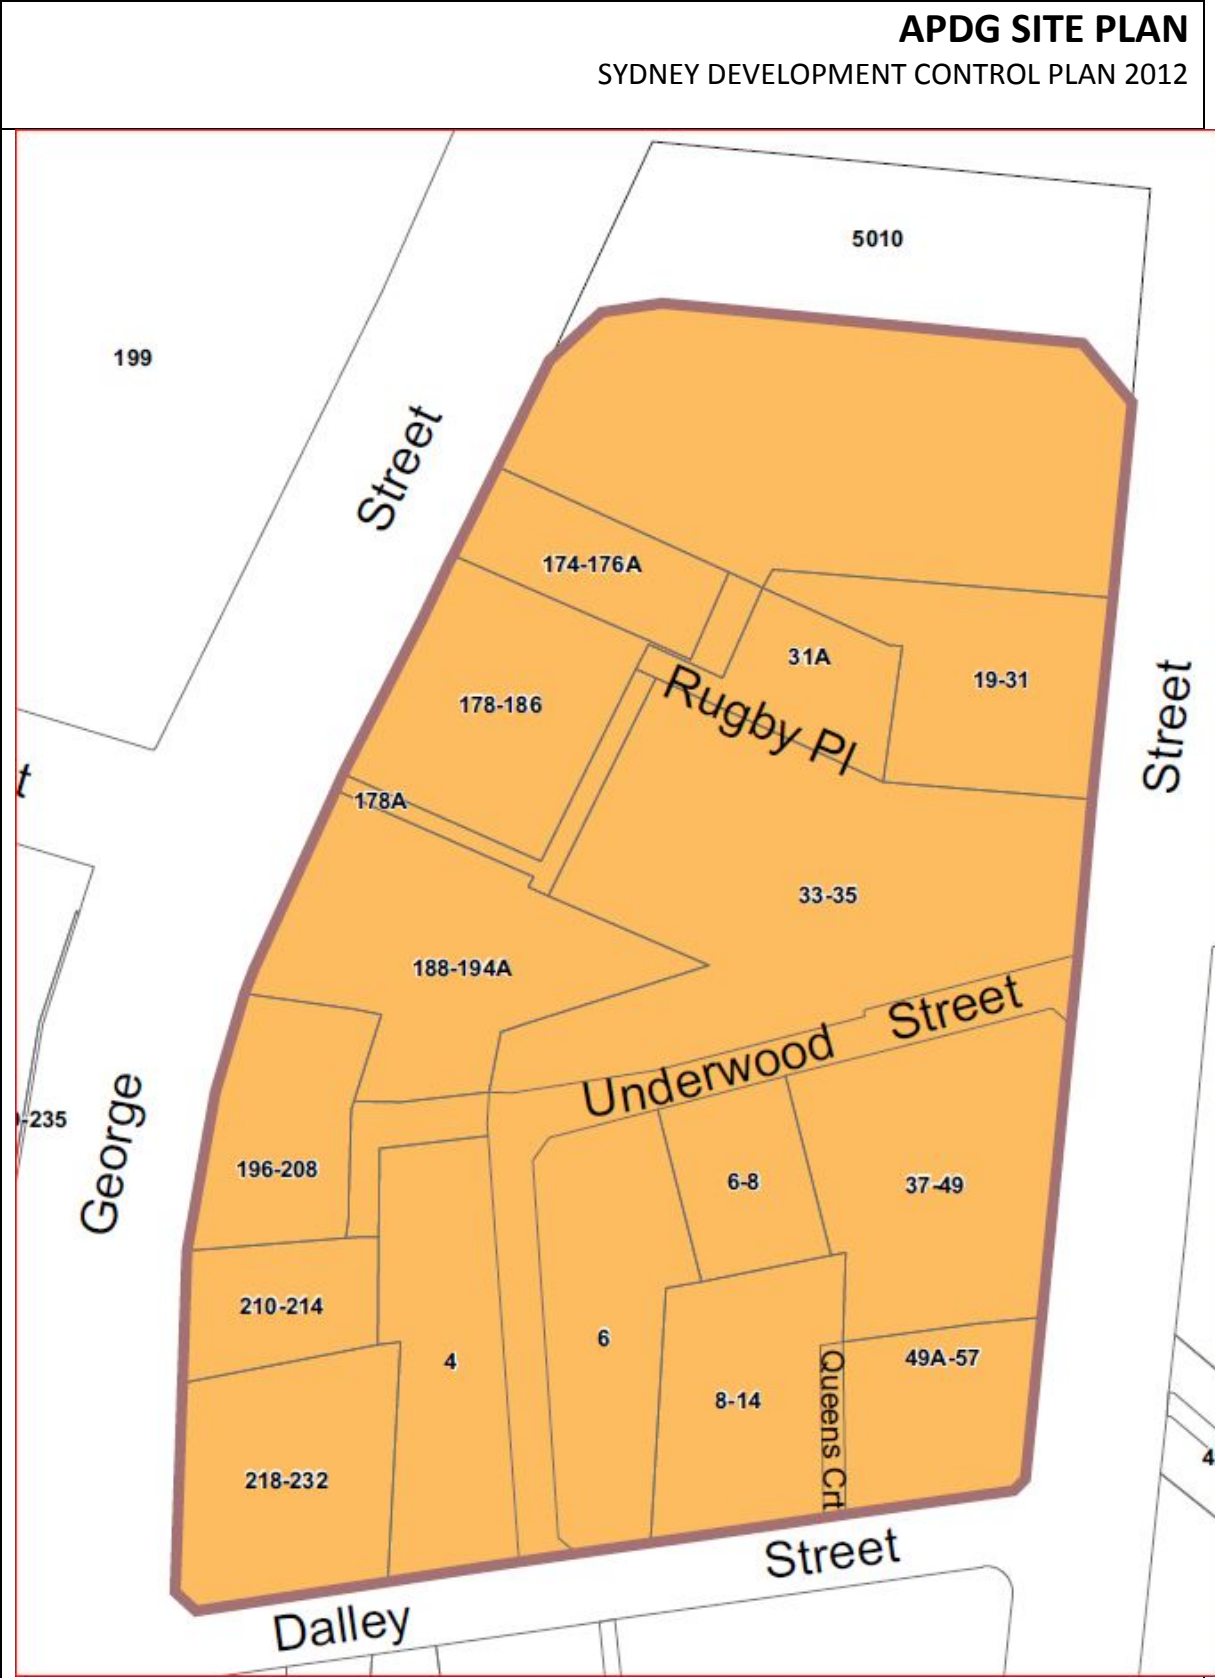 APDG SITE PLAN
SYDNEY DEVELOPMENT CONTROL PLAN 2012
5010
199
Street
174-176A
31A
19-31
Rugby Pl
178-186
Street
t
178A
33-35
188-194A
Underwood Street
George
-235
196-208
6-8
37-49
210-214
6
4
49A-57
Queens Crt
8-14
218-232
4
Street
Dalley